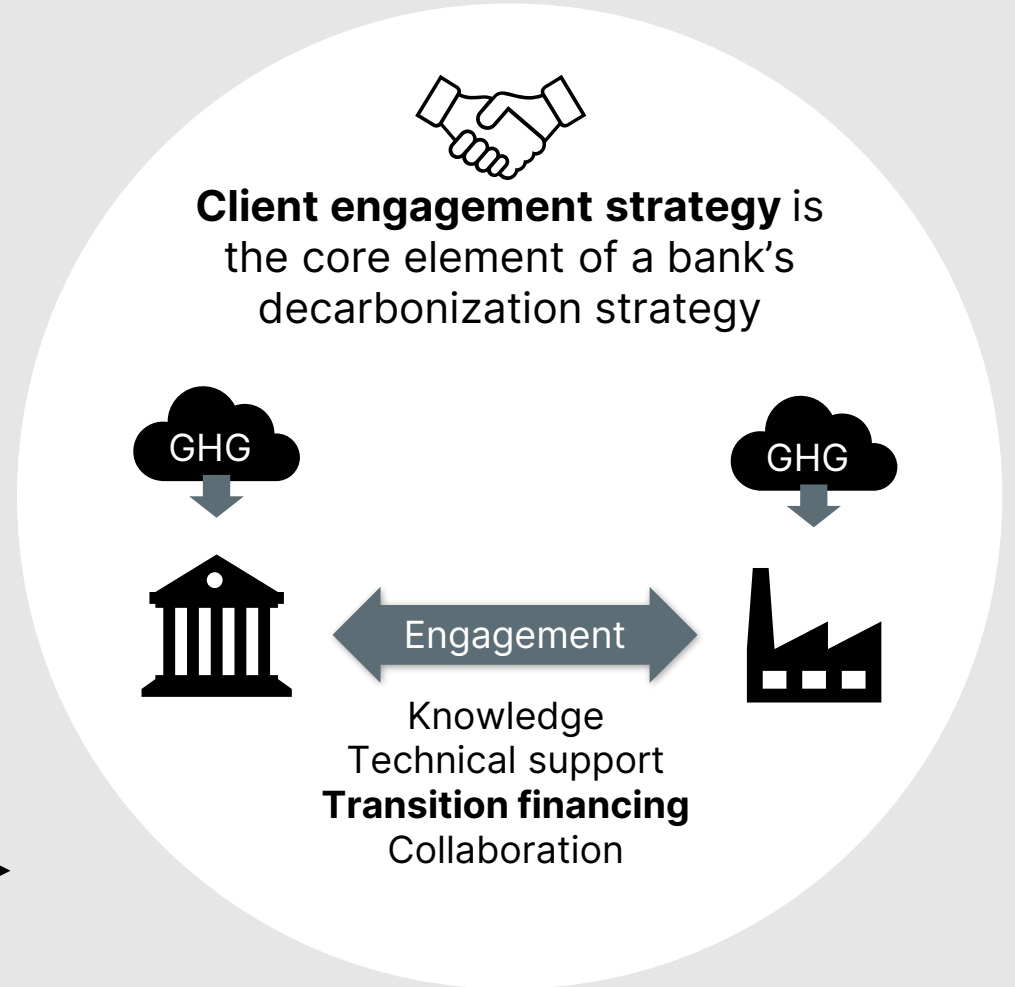 Client engagement strategy is
the core element of a bank’s
decarbonization strategy
GHG
GHG
Engagement
Knowledge
Technical support
Transition financing
Collaboration